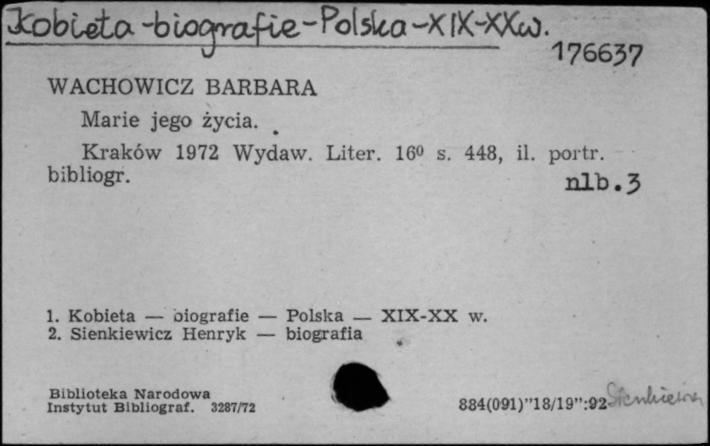 Kobieta-biografie-Polska-XIX-XXw.
176637
WACHOWICZ BARBARA
Marie jego życia.
Kraków 1972 Wydaw. Liter. 16⁰ s. 448, il. portr.
bibliogr.
nlb.3
1. Kobieta — biografie — Polska — XIX-XX w.
2. Sienkiewicz Henryk — biografia
Biblioteka Narodowa
Instytut Bibliograf. 3287/72
884(091)"18/19":92 Sienkiewicz